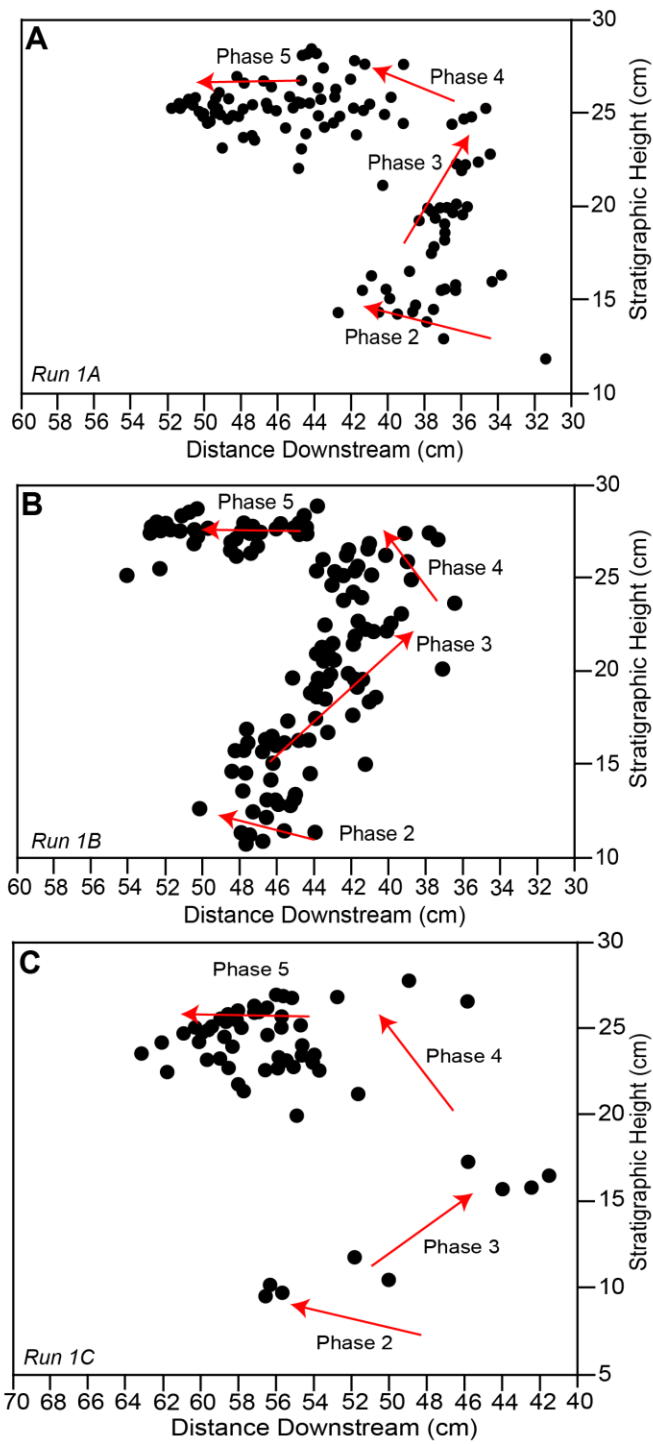 A
30
Phase 5
Phase 4
25
Phase 3
20
15
Phase 2
Run 1A
10
Stratigraphic Height (cm)
60 58 56 54 52 50 48 46 44 42 40 38 36 34 32 30
Distance Downstream (cm)
B
30
Phase 5
Phase 4
25
Phase 3
20
15
Phase 2
Run 1B
10
Stratigraphic Height (cm)
60 58 56 54 52 50 48 46 44 42 40 38 36 34 32 30
Distance Downstream (cm)
C
30
Phase 5
25
Phase 4
20
15
Phase 3
10
Phase 2
Run 1C
5
Stratigraphic Height (cm)
70 68 66 64 62 60 58 56 54 52 50 48 46 44 42 40
Distance Downstream (cm)